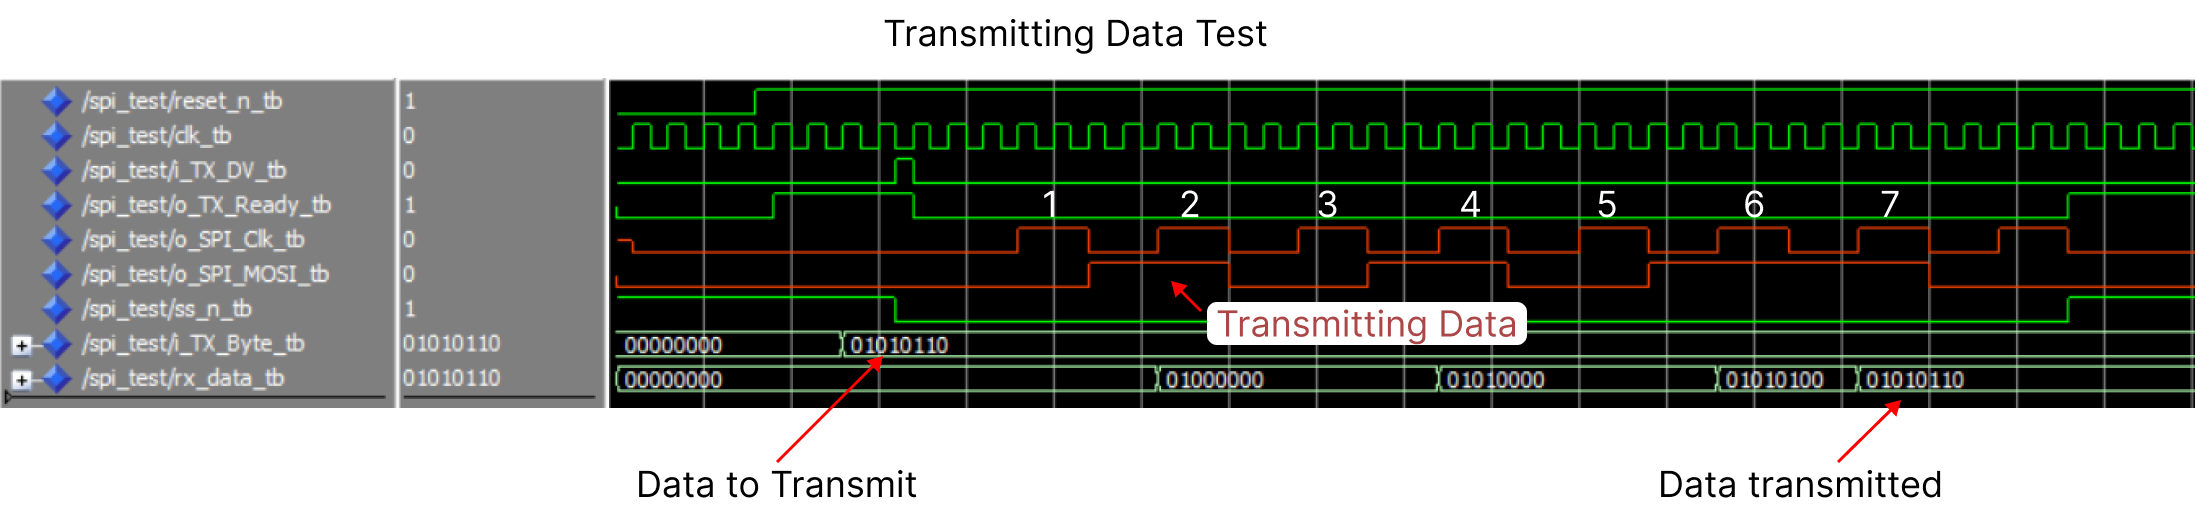 Transmitting Data Test
/spi_test/reset_n_tb 1
/spi_test/clk_tb 0
/spi_test/i_TX_DV_tb 0
/spi_test/o_TX_Ready_tb 1 1 2 3 4 5 6 7
/spi_test/o_SPI_Clk_tb 0
/spi_test/o_SPI_MOSI_tb 0
/spi_test/ss_n_tb 1
Transmitting Data
/spi_test/i_TX_Byte_tb 01010110 00000000 01010110
/spi_test/rx_data_tb 01010110 00000000 01000000 01010000 01010100 01010110
Data to Transmit
Data transmitted